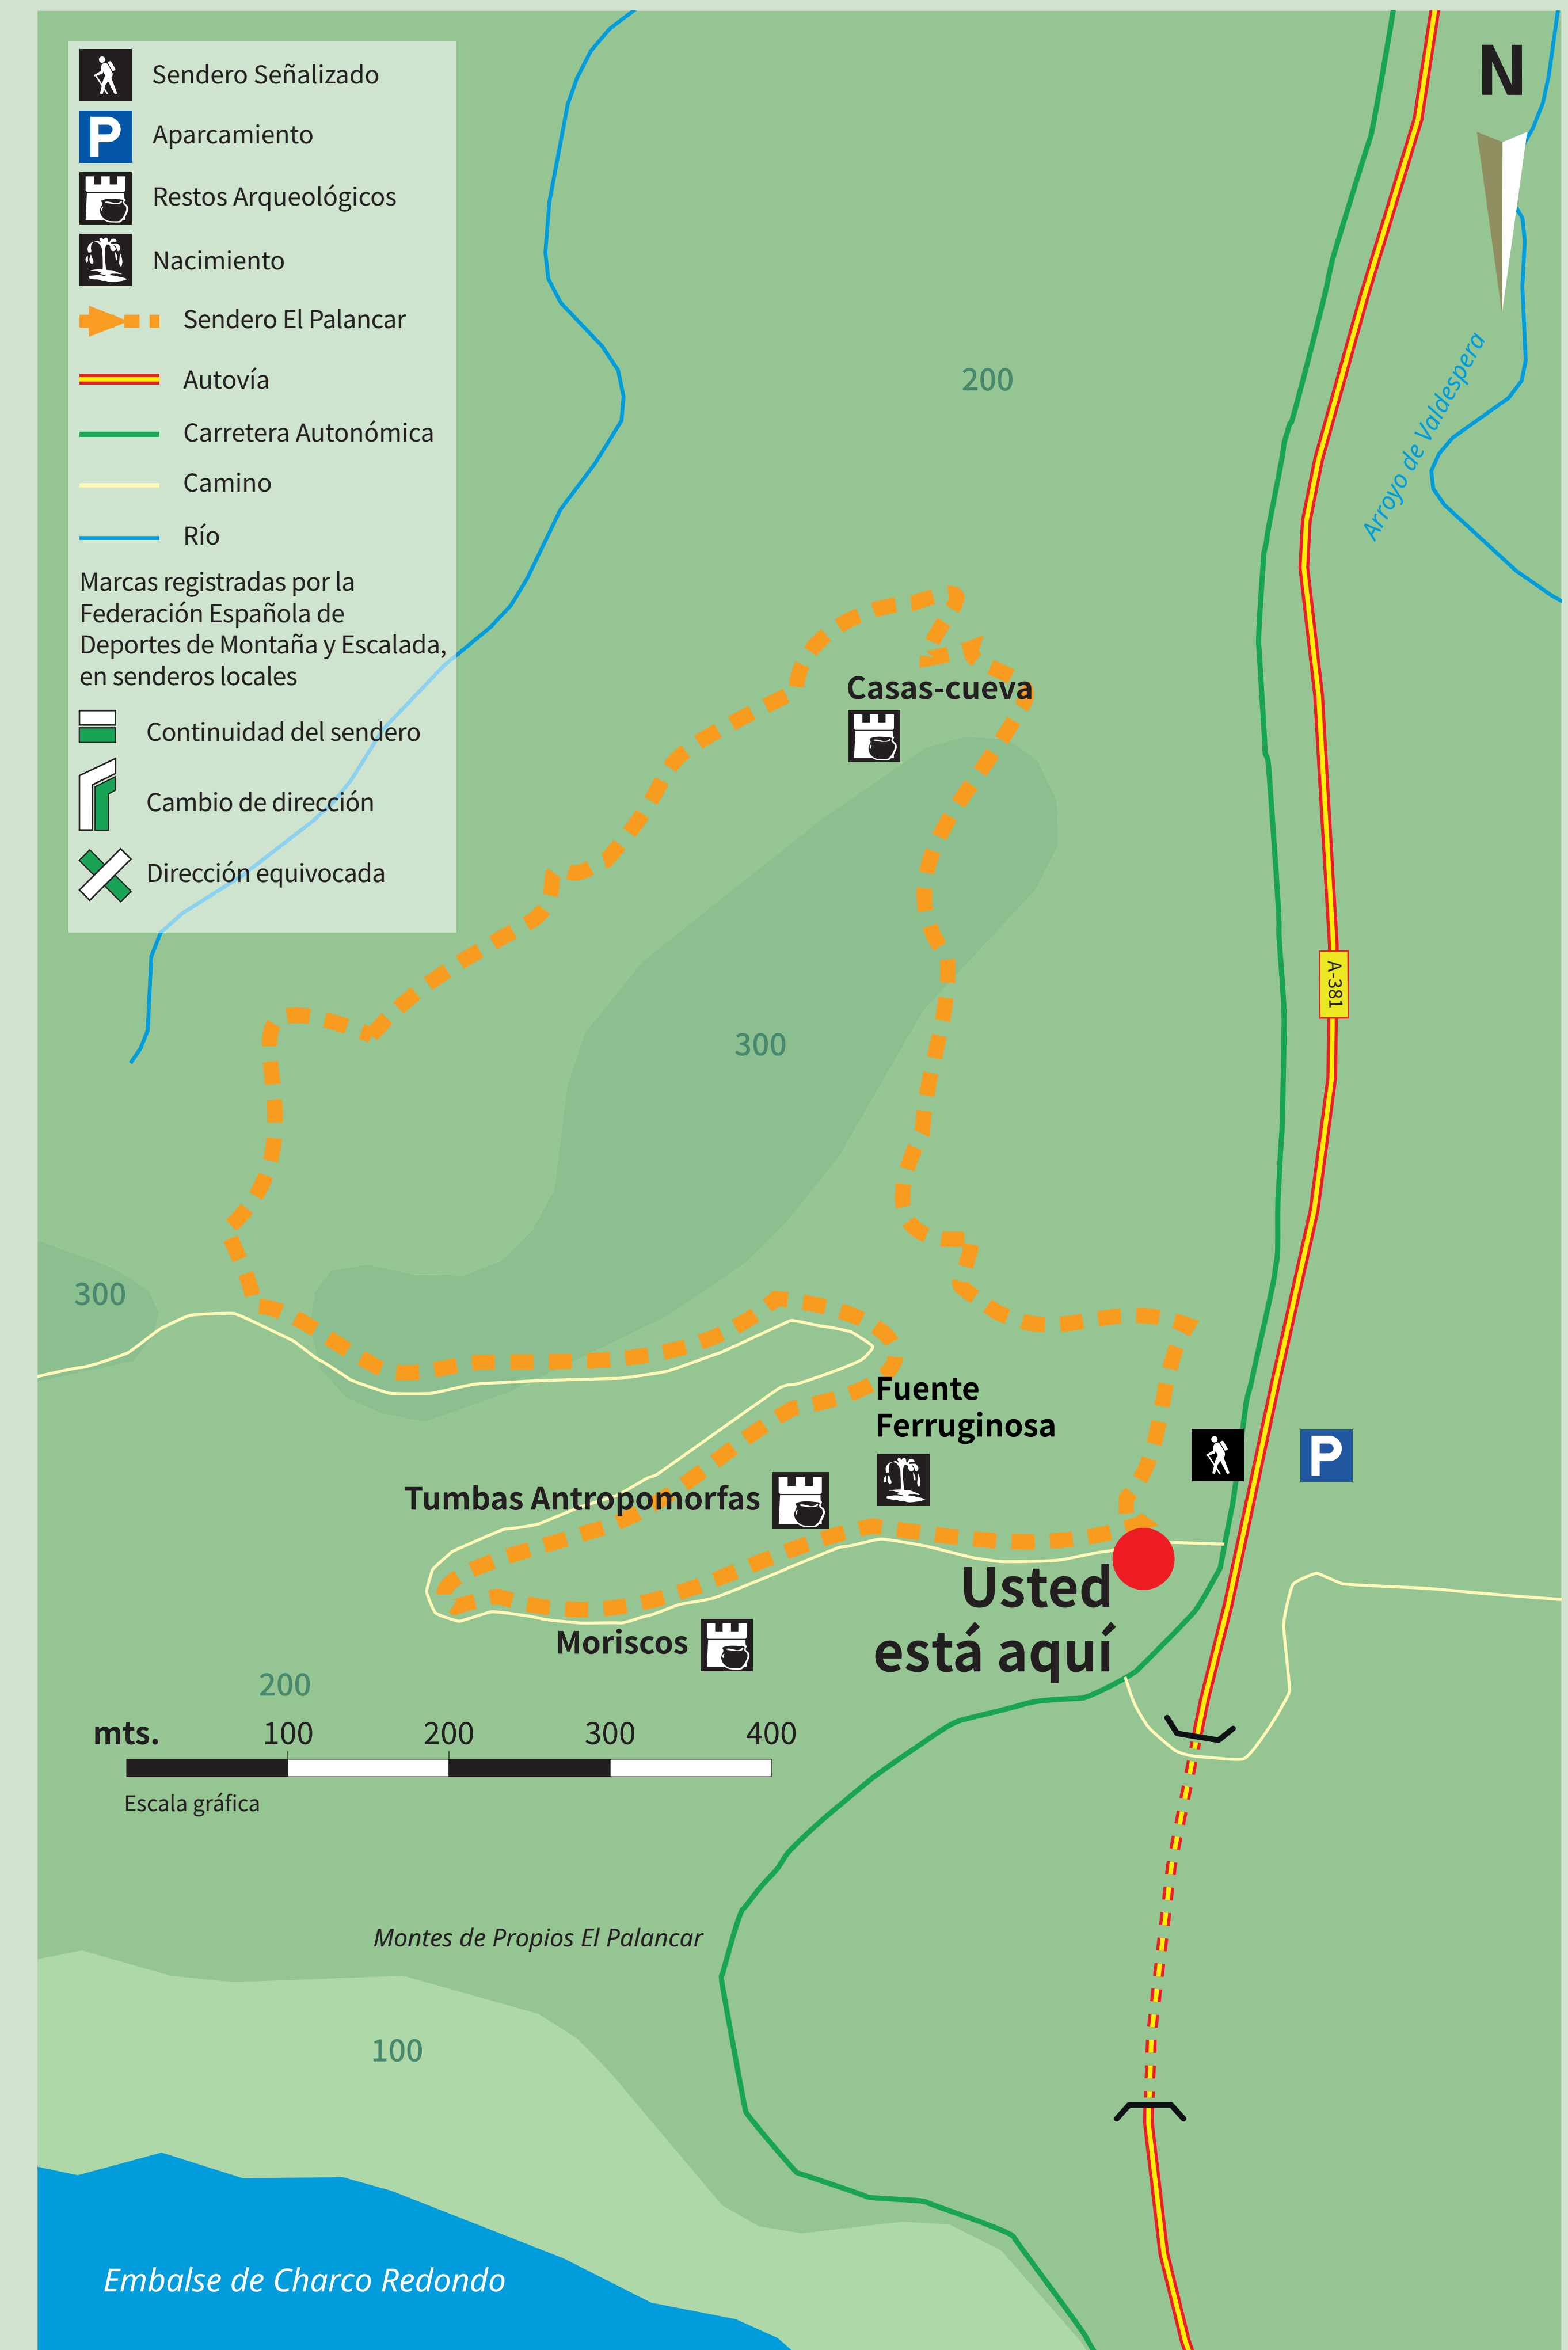 Sendero Señalizado
P
Aparcamiento
Restos Arqueológicos
Nacimiento
Sendero El Palancar
Autovía
Carretera Autonómica
Camino
Río
Marcas registradas por la
Federación Española de
Deportes de Montaña y Escalada,
en senderos locales
Continuidad del sendero
Cambio de dirección
Dirección equivocada
N
200
Arroyo de Valdespera
Casas-cueva
A-381
300
300
Fuente
Ferruginosa
P
Tumbas Antropomorfas
Usted
está aquí
Moriscos
200
mts.
100
200
300
400
Escala gráfica
Montes de Propios El Palancar
100
Embalse de Charco Redondo